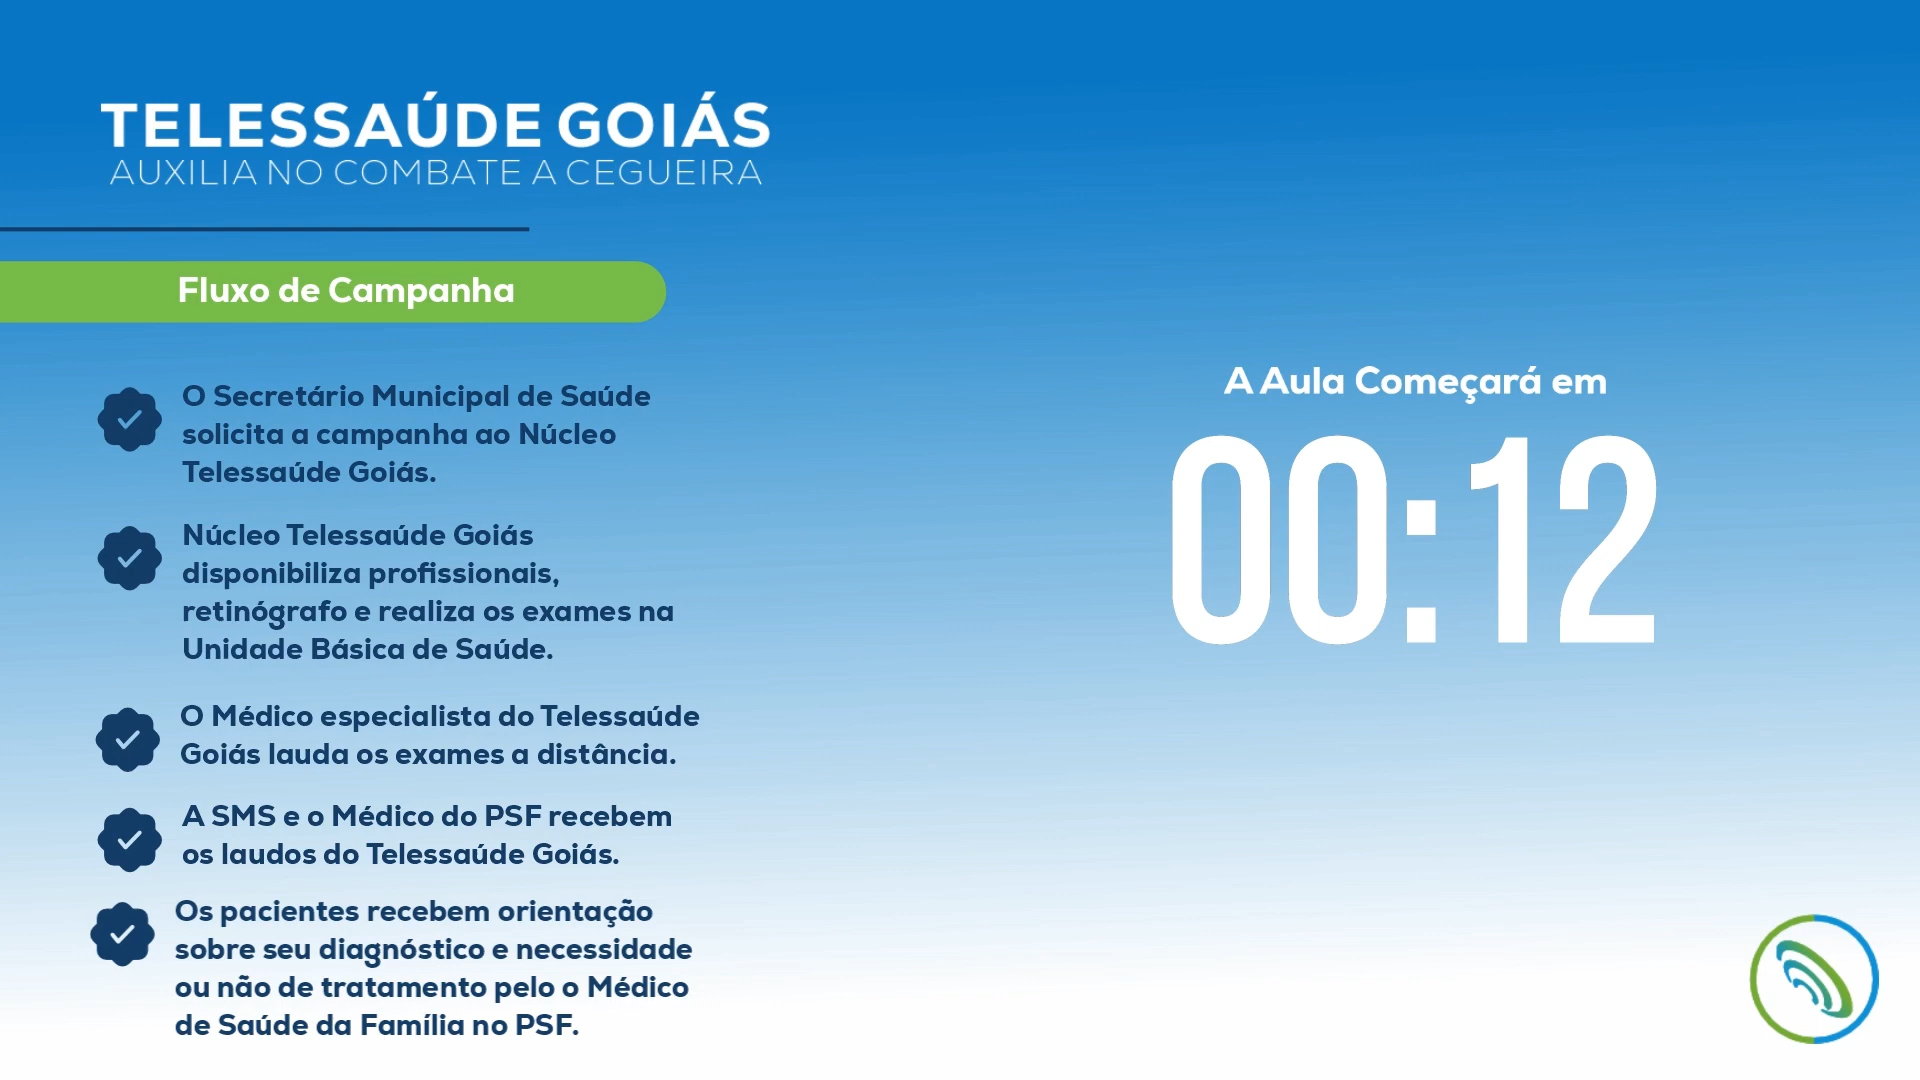 TELESSAÚDE GOIÁS
AUXILIA NO COMBATE A CEGUEIRA
Fluxo de Campanha
O Secretário Municipal de Saúde
solicita a campanha ao Núcleo
Telessaúde Goiás.
Núcleo Telessaúde Goiás
disponibiliza profissionais,
retinógrafo e realiza os exames na
Unidade Básica de Saúde.
O Médico especialista do Telessaúde
Goiás lauda os exames a distância.
A SMS e o Médico do PSF recebem
os laudos do Telessaúde Goiás.
Os pacientes recebem orientação
sobre seu diagnóstico e necessidade
ou não de tratamento pelo o Médico
de Saúde da Família no PSF.
A Aula Começará em
00:12